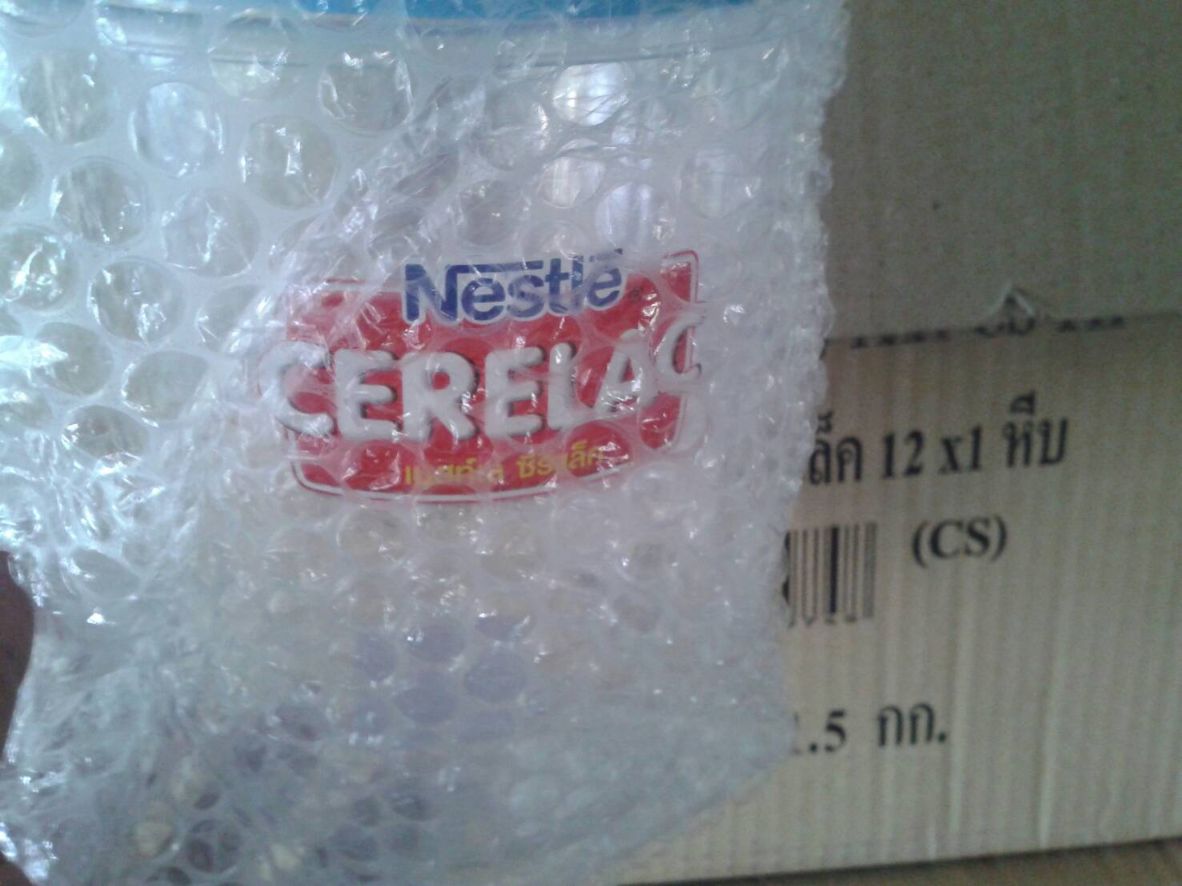 Nestlé
CERELAC
เนสท์เล่ ซีรีแล็ค
ล็ค 12 x1 หีบ
(CS)
.5 กก.